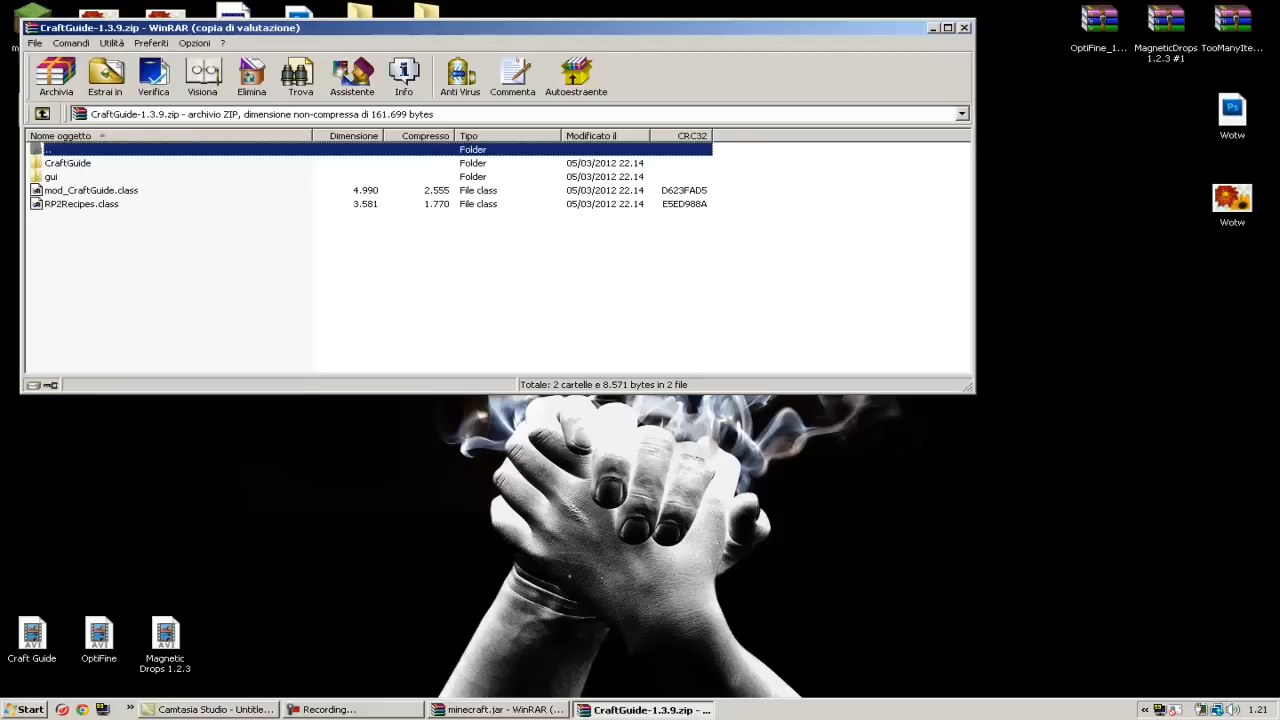 CraftGuide-1.3.9.zip - WinRAR (copia di valutazione)
File Comandi Utilità Preferiti Opzioni ?
Archivia Estrai in Verifica Visiona Elimina Trova Assistente Info Anti Virus Commenta Autoestraente
CraftGuide-1.3.9.zip - archivio ZIP, dimensione non-compressa di 161.699 bytes
Nome oggetto Dimensione Compresso Tipo Modificato il CRC32
.. Folder
CraftGuide Folder 05/03/2012 22.14
gui Folder 05/03/2012 22.14
mod_CraftGuide.class 4.990 2.555 File class 05/03/2012 22.14 D623FAD5
RP2Recipes.class 3.581 1.770 File class 05/03/2012 22.14 E5ED988A
Totale: 2 cartelle e 8.571 bytes in 2 file
OptiFine_1... MagneticDrops TooManyIte...
1.2.3 #1
Ps
Wotw
Wotw
AVI AVI AVI
Craft Guide OptiFine Magnetic
Drops 1.2.3
Start » Camtasia Studio - Untitle... Recording... minecraft.jar - WinRAR (... CraftGuide-1.3.9.zip - ... « 1.21